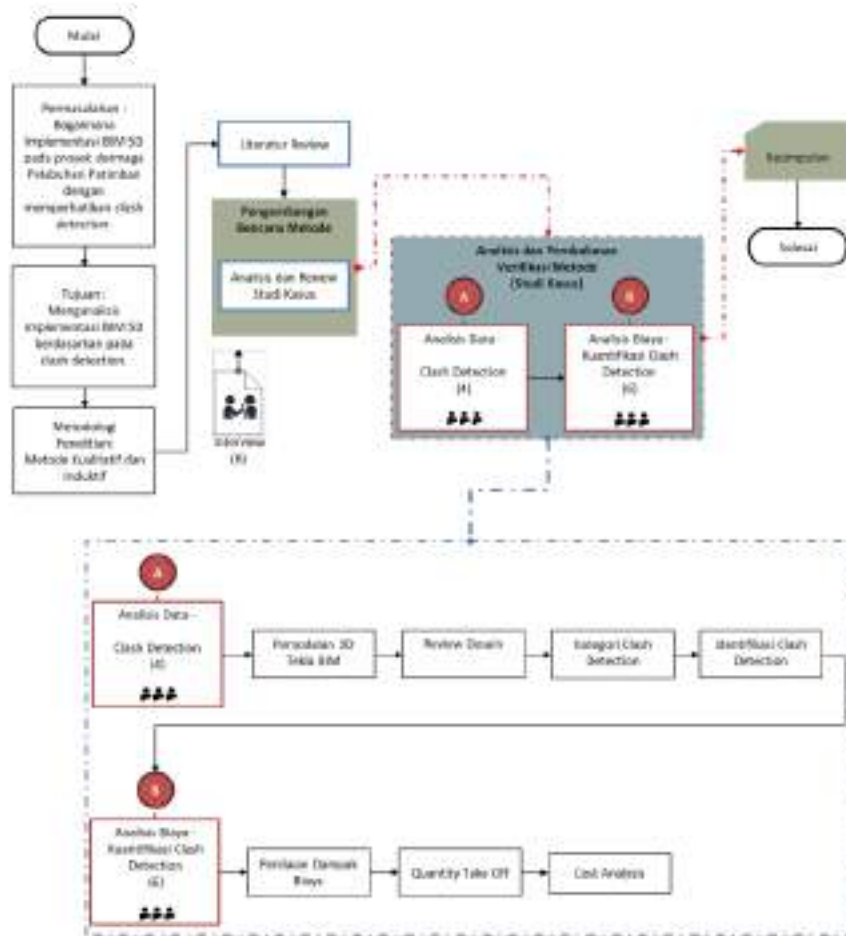 Mulai
Permasalahan :
Bagaimana
implementasi BIM 5D
pada proyek dermaga
Pelabuhan Patimban
dengan
memperhatikan clash
detection
Tujuan:
Menganalisis
implementasi BIM 5D
berdasarkan pada
clash detection
Metodologi
Penelitian:
Metode Kualitatif dan
Induktif
Literatur Review
Pengembangan
Rencana Metode
Analisis dan Review
Studi Kasus
Interview
Analisis dan Pembahasan
Verifikasi Metode
(Studi Kasus)
A
Analisis Data -
Clash Detection
(4)
B
Analisis Biaya -
Kuantifikasi Clash
Detection
(6)
Kesimpulan
Selesai
A
Analisis Data -
Clash Detection
(4)
Pemodelan 3D
Tekla BIM
Review Desain
Kategori Clash
Detection
Identifikasi Clash
Detection
B
Analisis Biaya -
Kuantifikasi Clash
Detection
(6)
Penilaian Dampak
Biaya
Quantity Take Off
Cost Analysis